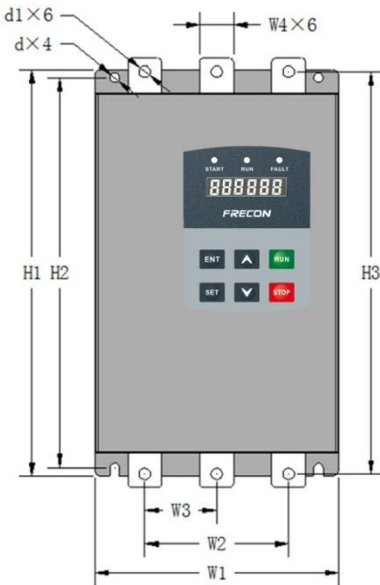 d1×6
W4×6
d×4
START RUN FAULT
888888
FRECON
H1
H2
H3
ENT
RUN
SET
STOP
W3
W2
W1